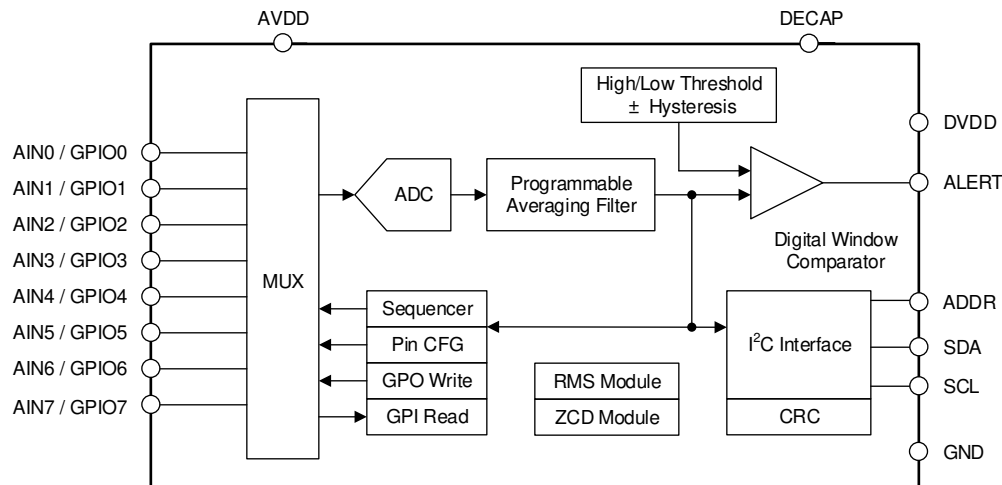 AVDD
DECAP
High/Low Threshold
± Hysteresis
DVDD
AIN0 / GPIO0
AIN1 / GPIO1
AIN2 / GPIO2
AIN3 / GPIO3
AIN4 / GPIO4
AIN5 / GPIO5
AIN6 / GPIO6
AIN7 / GPIO7
MUX
ADC
Programmable
Averaging Filter
ALERT
Digital Window
Comparator
Sequencer
Pin CFG
GPO Write
GPI Read
RMS Module
ZCD Module
I²C Interface
CRC
ADDR
SDA
SCL
GND